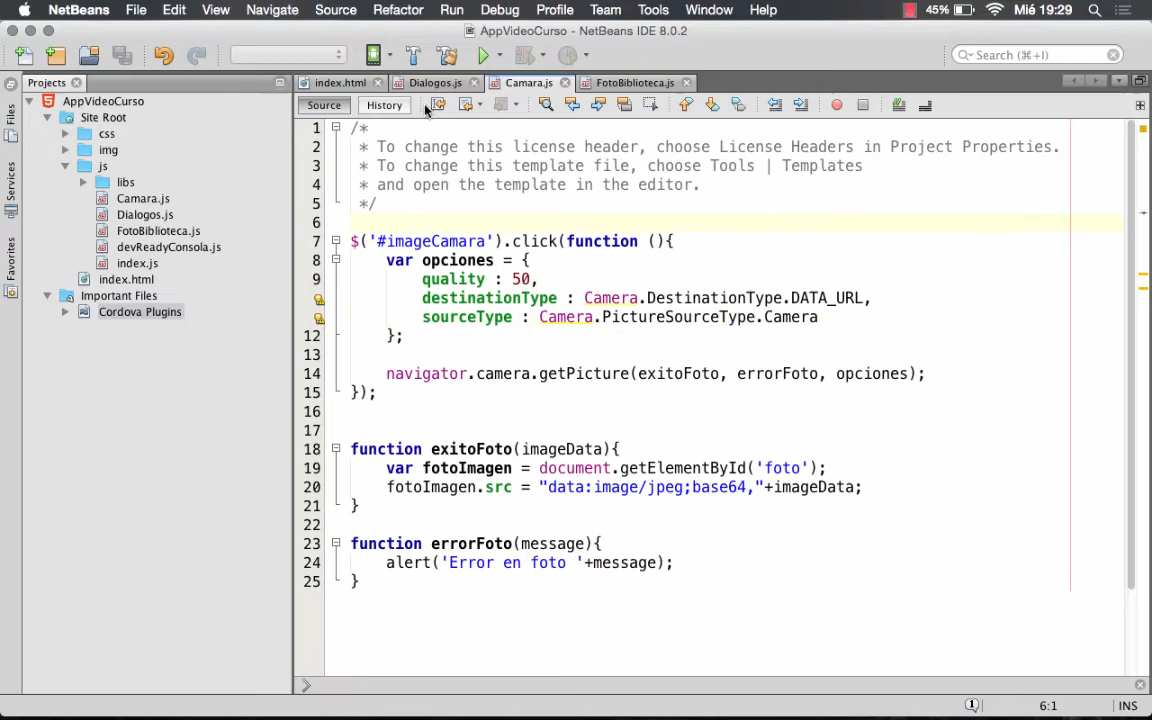 NetBeans File Edit View Navigate Source Refactor Run Debug Profile Team Tools Window Help 45% Mié 19:29
AppVideoCurso - NetBeans IDE 8.0.2
Search (⌘+I)
Projects
index.html Dialogos.js Camara.js FotoBiblioteca.js
Source History
Files
Services
Favorites
AppVideoCurso
Site Root
css
img
js
libs
Camara.js
Dialogos.js
FotoBiblioteca.js
devReadyConsola.js
index.js
index.html
Important Files
Cordova Plugins
1 /*
2  * To change this license header, choose License Headers in Project Properties.
3  * To change this template file, choose Tools | Templates
4  * and open the template in the editor.
5  */
6
7 $('#imageCamara').click(function (){
8     var opciones = {
9         quality : 50,
destinationType : Camera.DestinationType.DATA_URL,
sourceType : Camera.PictureSourceType.Camera
12     };
13
14     navigator.camera.getPicture(exitoFoto, errorFoto, opciones);
15 });
16
17
18 function exitoFoto(imageData){
19     var fotoImagen = document.getElementById('foto');
20     fotoImagen.src = "data:image/jpeg;base64,"+imageData;
21 }
22
23 function errorFoto(message){
24     alert('Error en foto '+message);
25 }
1 6:1 INS